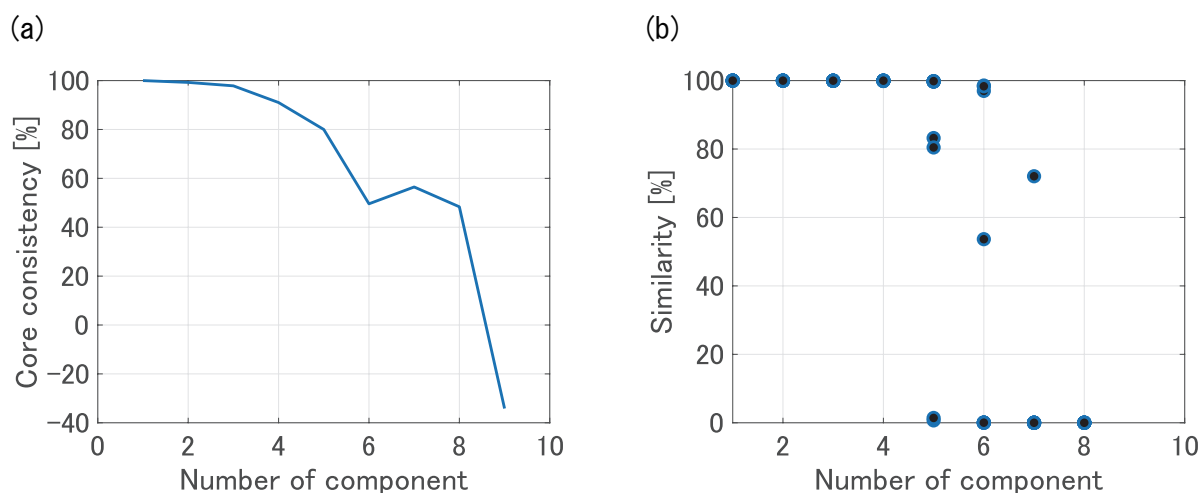 (a)
100
80
60
40
20
0
−20
−40
0 2 4 6 8 10
Core consistency [%]
Number of component
(b)
100
80
60
40
20
0
2 4 6 8 10
Similarity [%]
Number of component